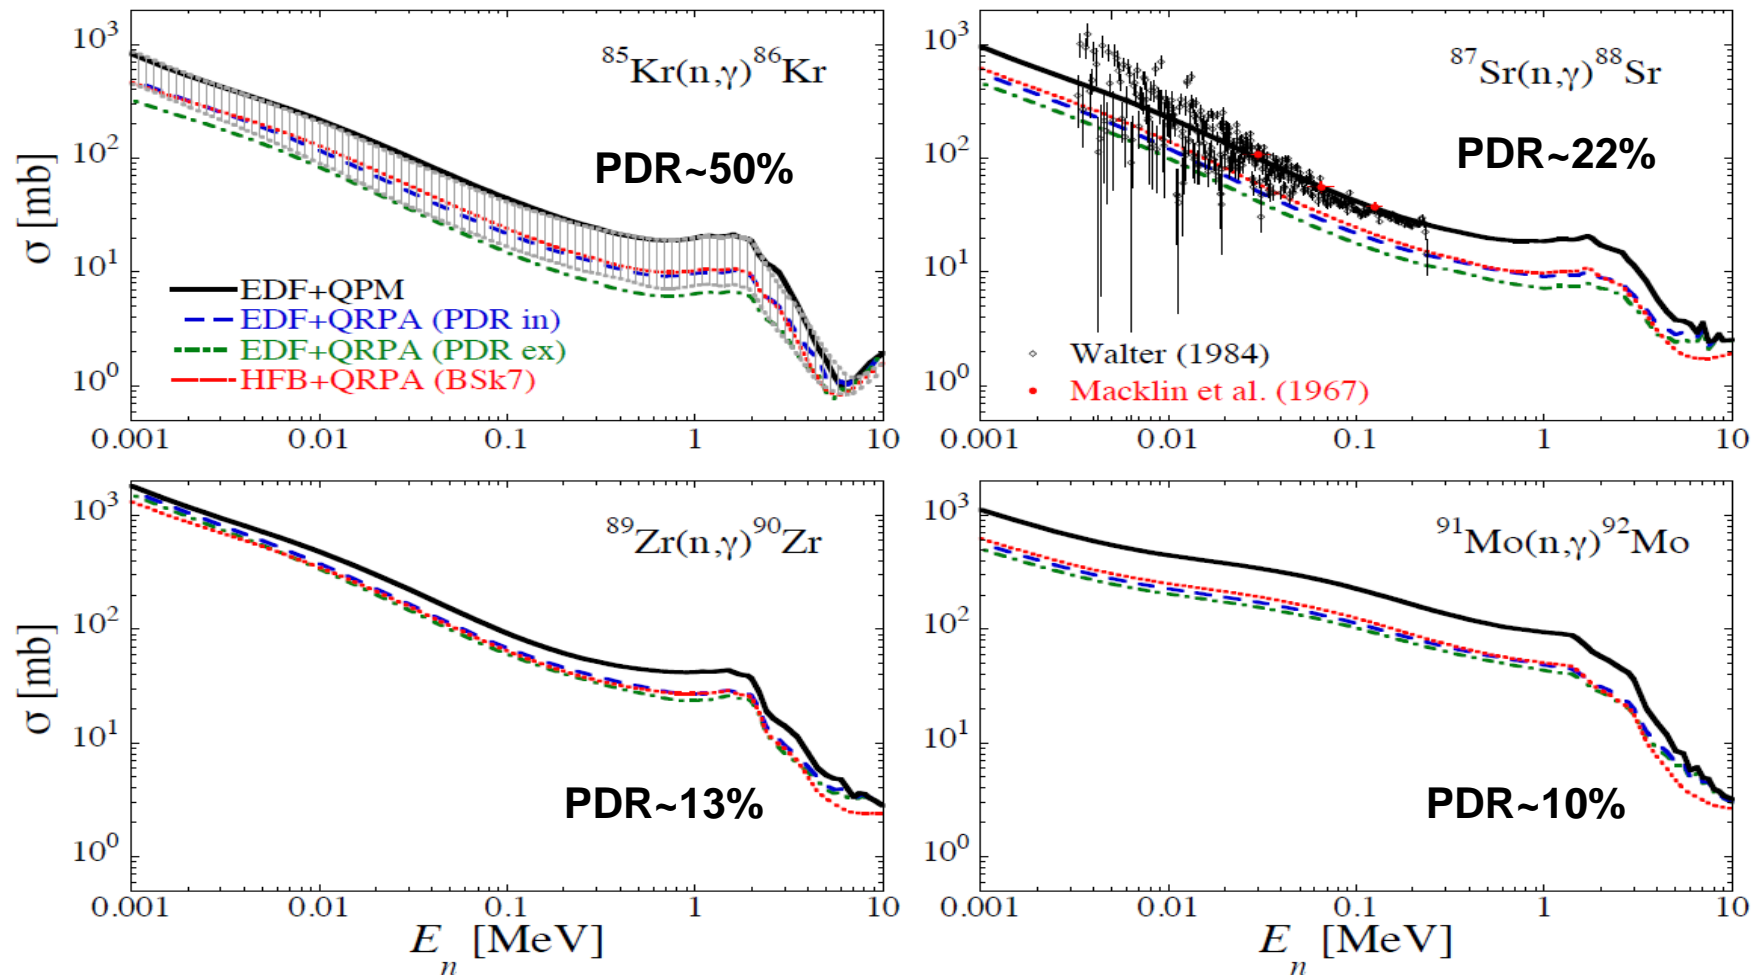 σ [mb]
10³
10²
10¹
10⁰
⁸⁵Kr(n,γ)⁸⁶Kr
PDR~50%
EDF+QPM
EDF+QRPA (PDR in)
EDF+QRPA (PDR ex)
HFB+QRPA (BSk7)
0.001 0.01 0.1 1 10
10³
10²
10¹
10⁰
⁸⁷Sr(n,γ)⁸⁸Sr
PDR~22%
Walter (1984)
Macklin et al. (1967)
0.001 0.01 0.1 1 10
σ [mb]
10³
10²
10¹
10⁰
⁸⁹Zr(n,γ)⁹⁰Zr
PDR~13%
0.001 0.01 0.1 1 10
Eₙ [MeV]
10³
10²
10¹
10⁰
⁹¹Mo(n,γ)⁹²Mo
PDR~10%
0.001 0.01 0.1 1 10
Eₙ [MeV]